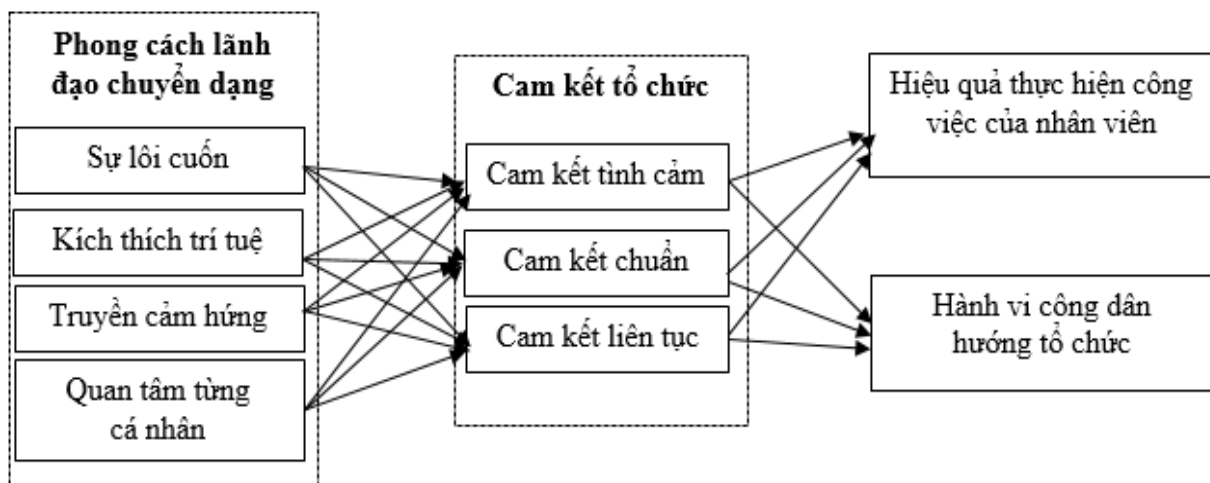 Phong cách lãnh
đạo chuyển dạng
Sự lôi cuốn
Kích thích trí tuệ
Truyền cảm hứng
Quan tâm từng
cá nhân
Cam kết tổ chức
Cam kết tình cảm
Cam kết chuẩn
Cam kết liên tục
Hiệu quả thực hiện công
việc của nhân viên
Hành vi công dân
hướng tổ chức